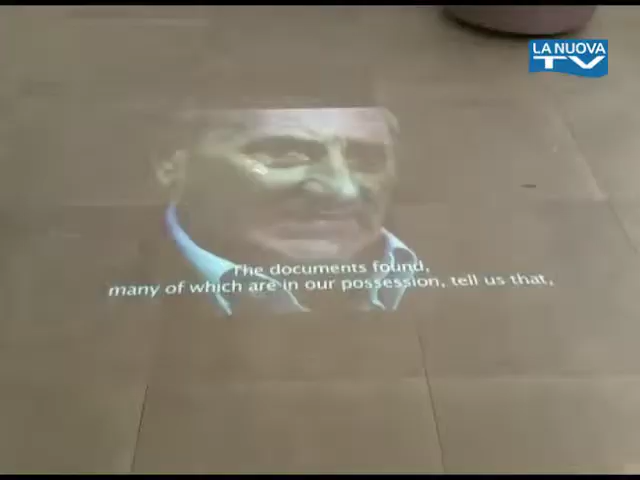 LA NUOVA
TV
The documents found,
many of which are in our possession, tell us that,